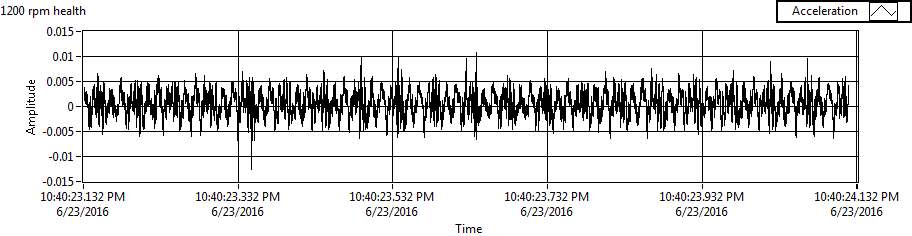 1200 rpm health
Acceleration
0.015
0.01
0.005
0
-0.005
-0.01
-0.015
Amplitude
10:40:23.132 PM 10:40:23.332 PM 10:40:23.532 PM 10:40:23.732 PM 10:40:23.932 PM 10:40:24.132 PM
6/23/2016 6/23/2016 6/23/2016 6/23/2016 6/23/2016 6/23/2016
Time